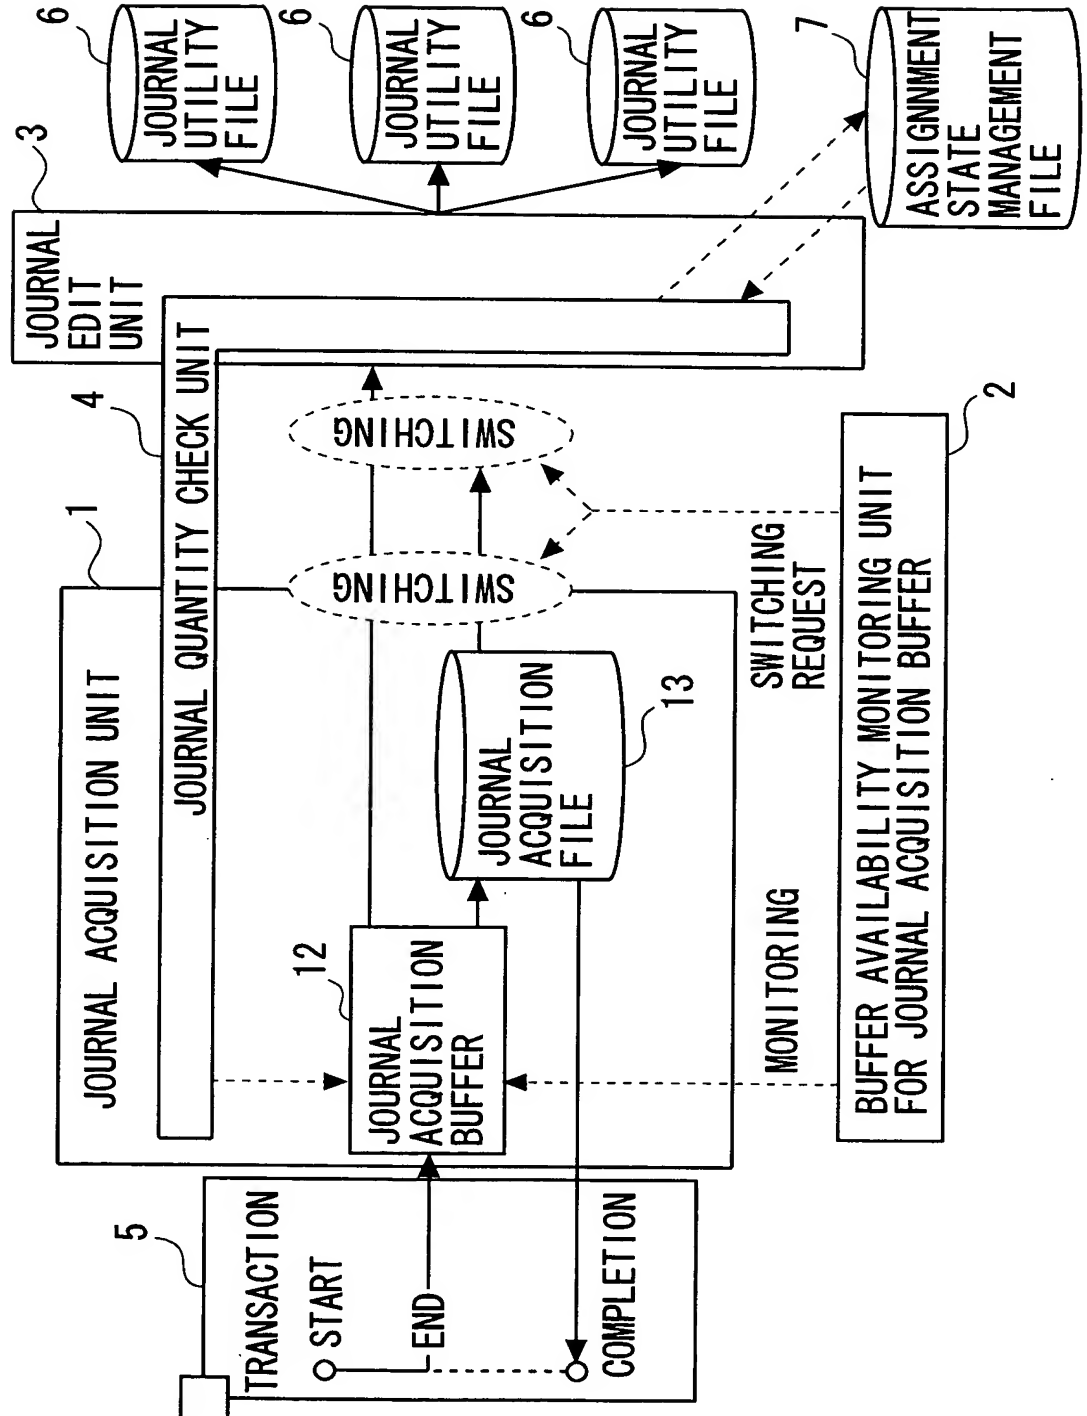 5
TRANSACTION
START
END
COMPLETION
1
JOURNAL ACQUISITION UNIT
4
JOURNAL QUANTITY CHECK UNIT
12
JOURNAL
ACQUISITION
BUFFER
JOURNAL
ACQUISITION
FILE
13
SWITCHING
SWITCHING
3
JOURNAL
EDIT
UNIT
6
JOURNAL
UTILITY
FILE
6
JOURNAL
UTILITY
FILE
6
JOURNAL
UTILITY
FILE
7
ASSIGNMENT
STATE
MANAGEMENT
FILE
MONITORING
SWITCHING
REQUEST
BUFFER AVAILABILITY MONITORING UNIT
FOR JOURNAL ACQUISITION BUFFER
2